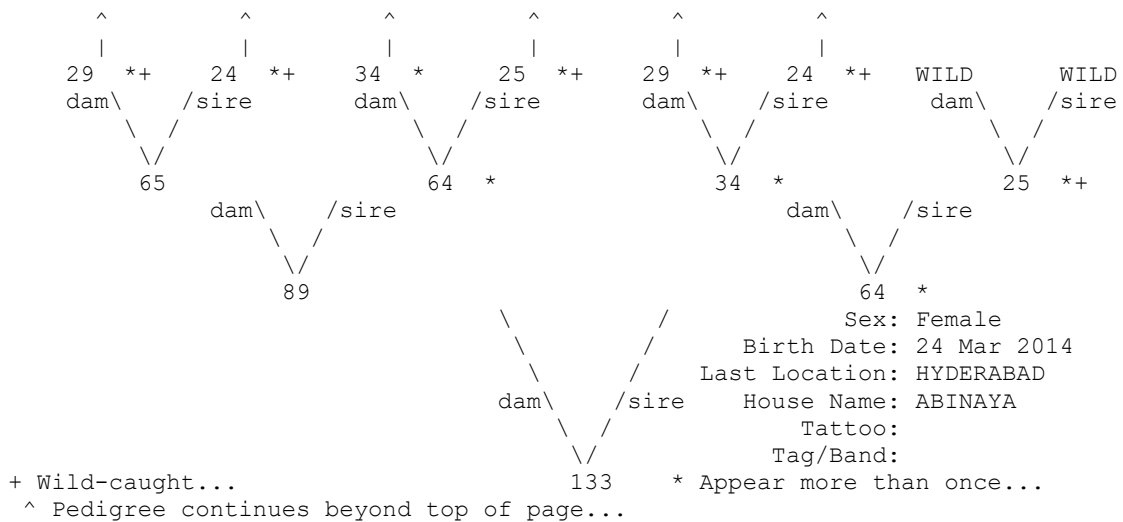 ^ ^ ^ ^ ^ ^
| | | | | |
29 *+ 24 *+ 34 * 25 *+ 29 *+ 24 *+ WILD WILD
dam\ /sire dam\ /sire dam\ /sire dam\ /sire
\ / \ / \ / \ /
\/ \/ \/ \/
65 64 * 34 * 25 *+
dam\ /sire dam\ /sire
\ / \ /
\/ \/
89 64 *
\ / Sex: Female
\ / Birth Date: 24 Mar 2014
\ / Last Location: HYDERABAD
dam\ /sire House Name: ABINAYA
\ / Tattoo:
\/ Tag/Band:
+ Wild-caught... 133 * Appear more than once...
^ Pedigree continues beyond top of page...